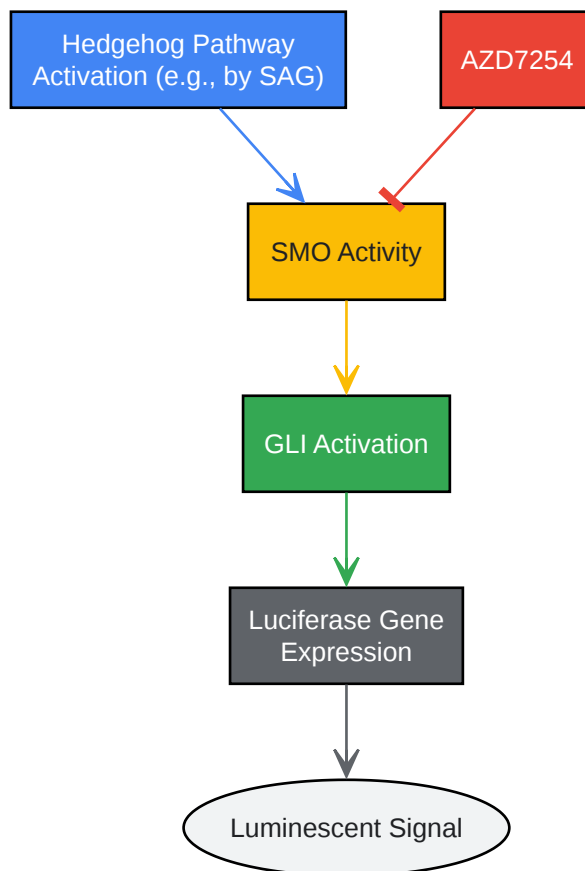 Hedgehog Pathway
Activation (e.g., by SAG)
AZD7254
SMO Activity
GLI Activation
Luciferase Gene
Expression
Luminescent Signal